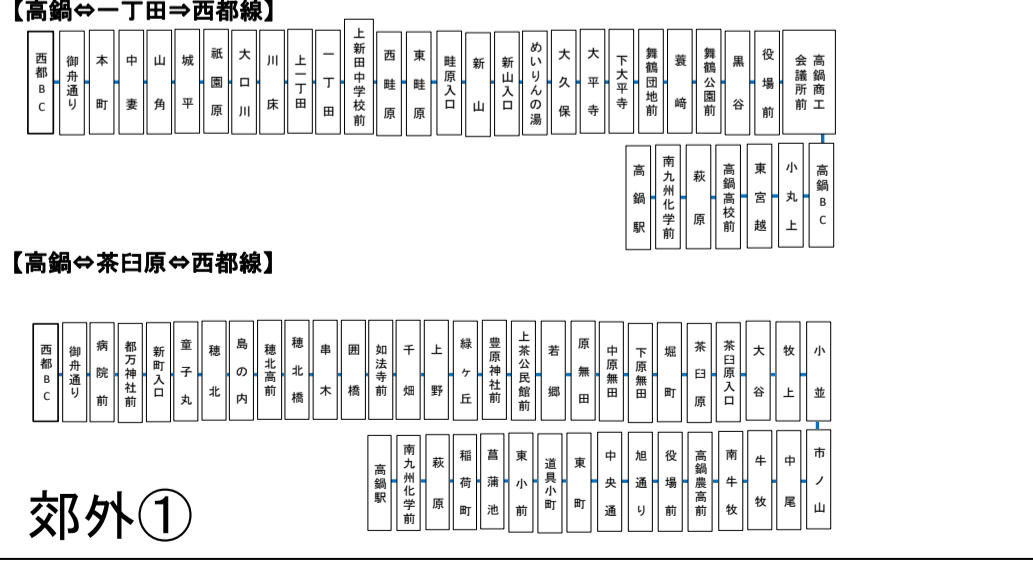 【高鍋⇔一丁田⇒西都線】
西都BC
御舟通り
本町
中妻
山角
城平
祇園原
大口川
川床
上一丁田
一丁田
上新田中学校前
西畦原
東畦原
畦原入口
新山
新山入口
めいりんの湯
大久保
大平寺
下大平寺
舞鶴団地前
蓑﨑
舞鶴公園前
黒谷
役場前
高鍋商工会議所前
高鍋駅
南九州化学前
萩原
高鍋高校前
東宮越
小丸上
高鍋BC
【高鍋⇔茶臼原⇔西都線】
西都BC
御舟通り
病院前
都万神社前
新町入口
童子丸
穂北
島の内
穂北高前
穂北橋
串木
囲橋
如法寺前
千畑
上野
緑ヶ丘
豊原神社前
上茶公民館前
若郷
原無田
中原無田
下原無田
堀町
茶臼原
茶臼原入口
大谷
牧上
小並
高鍋駅
南九州化学前
萩原
稲荷町
菖蒲池
東小前
道具小町
東町
中央通
旭通り
役場前
高鍋農高前
南牛牧
牛牧
中尾
市ノ山
郊外①